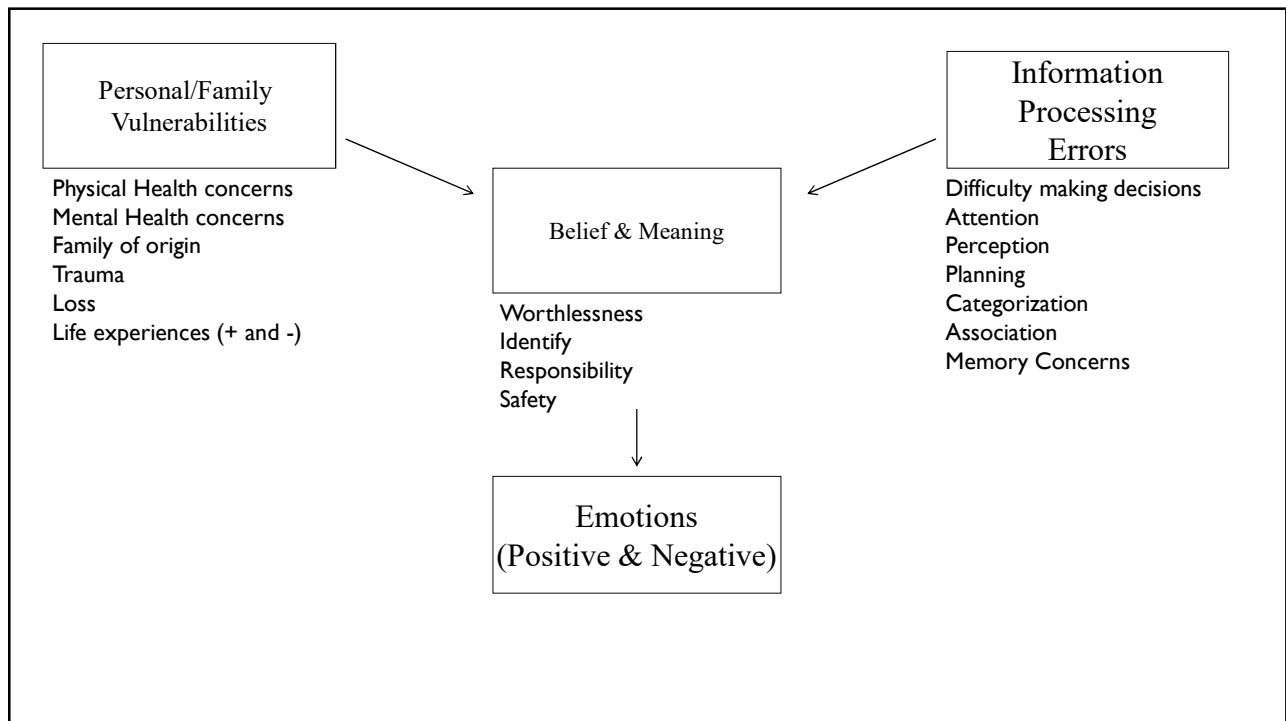 Personal/Family
Vulnerabilities
Physical Health concerns
Mental Health concerns
Family of origin
Trauma
Loss
Life experiences (+ and -)
Belief & Meaning
Worthlessness
Identify
Responsibility
Safety
Information
Processing
Errors
Difficulty making decisions
Attention
Perception
Planning
Categorization
Association
Memory Concerns
Emotions
(Positive & Negative)